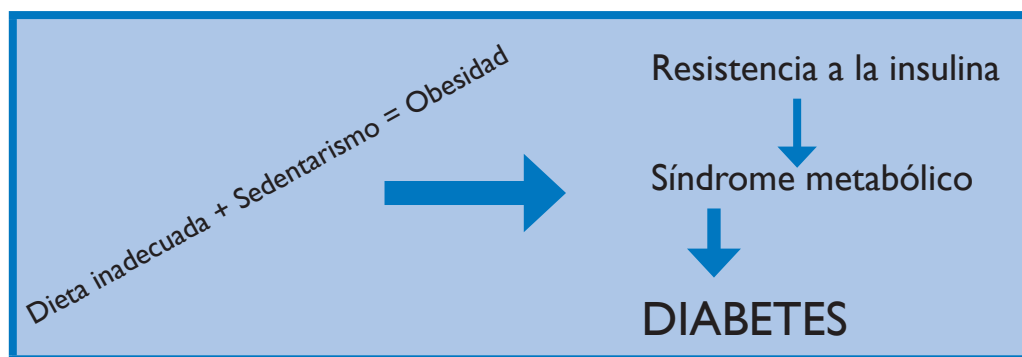 Dieta inadecuada + Sedentarismo = Obesidad
Resistencia a la insulina
Síndrome metabólico
DIABETES